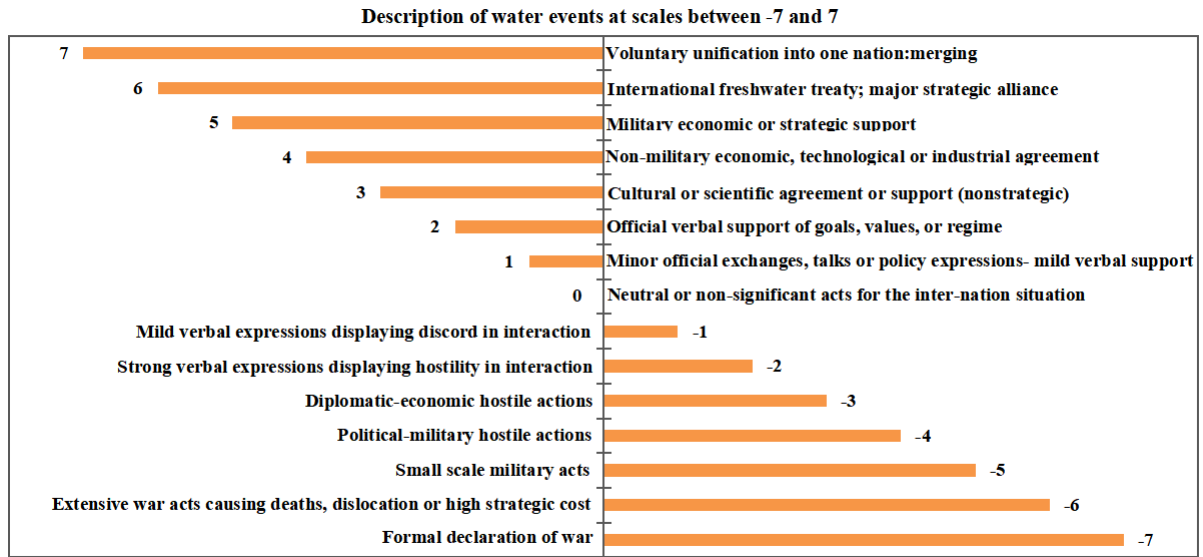 Description of water events at scales between -7 and 7
7 Voluntary unification into one nation:merging
6 International freshwater treaty; major strategic alliance
5 Military economic or strategic support
4 Non-military economic, technological or industrial agreement
3 Cultural or scientific agreement or support (nonstrategic)
2 Official verbal support of goals, values, or regime
1 Minor official exchanges, talks or policy expressions- mild verbal support
0 Neutral or non-significant acts for the inter-nation situation
Mild verbal expressions displaying discord in interaction -1
Strong verbal expressions displaying hostility in interaction -2
Diplomatic-economic hostile actions -3
Political-military hostile actions -4
Small scale military acts -5
Extensive war acts causing deaths, dislocation or high strategic cost -6
Formal declaration of war -7